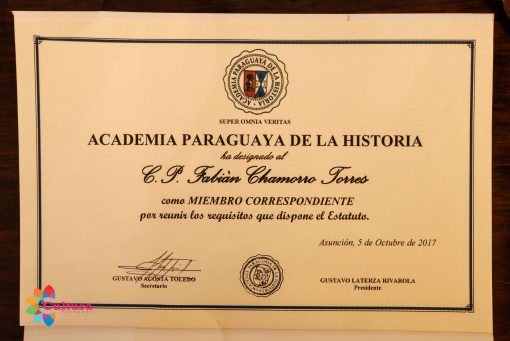 ACADEMIA PARAGUAYA DE LA HISTORIA
SUPER OMNIA VERITAS
ACADEMIA PARAGUAYA DE LA HISTORIA
ha designado al
C.P. Fabiàn Chamorro Torres
como MIEMBRO CORRESPONDIENTE
por reunir los requisitos que dispone el Estatuto.
Asunción, 5 de Octubre de 2017
GUSTAVO ACOSTA TOLEDO
Secretario
GUSTAVO LATERZA RIVAROLA
Presidente
Cultura